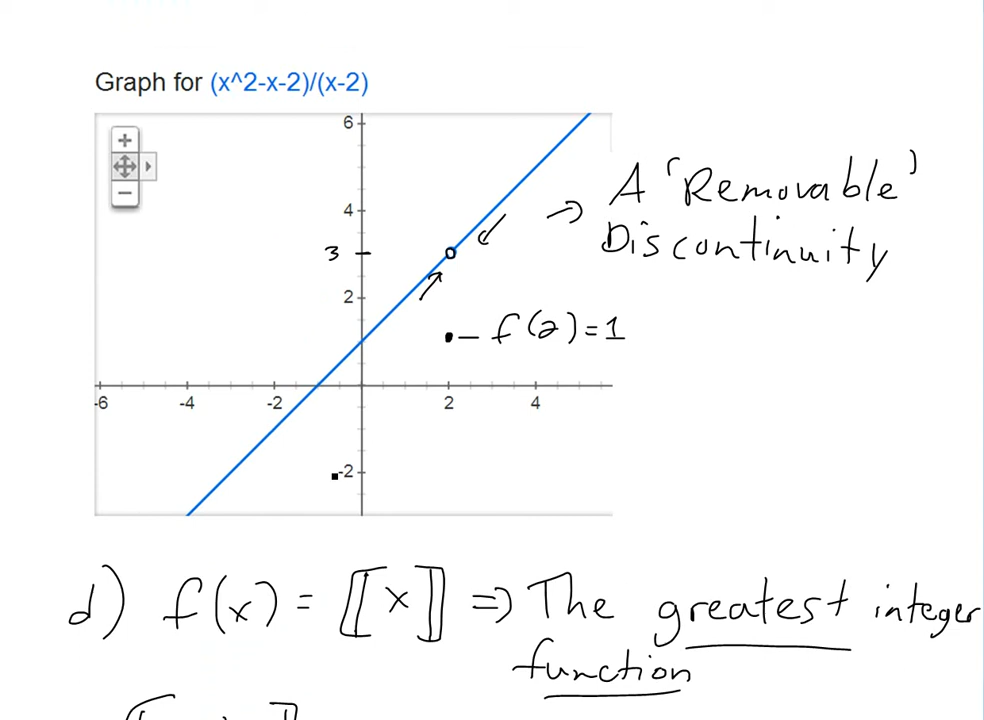 Graph for (x^2-x-2)/(x-2)
+
−
6
4
3
2
-2
-6 -4 -2 2 4
A 'Removable'
Discontinuity
f(2)=1
d) f(x) = [[x]] => The greatest integer
function